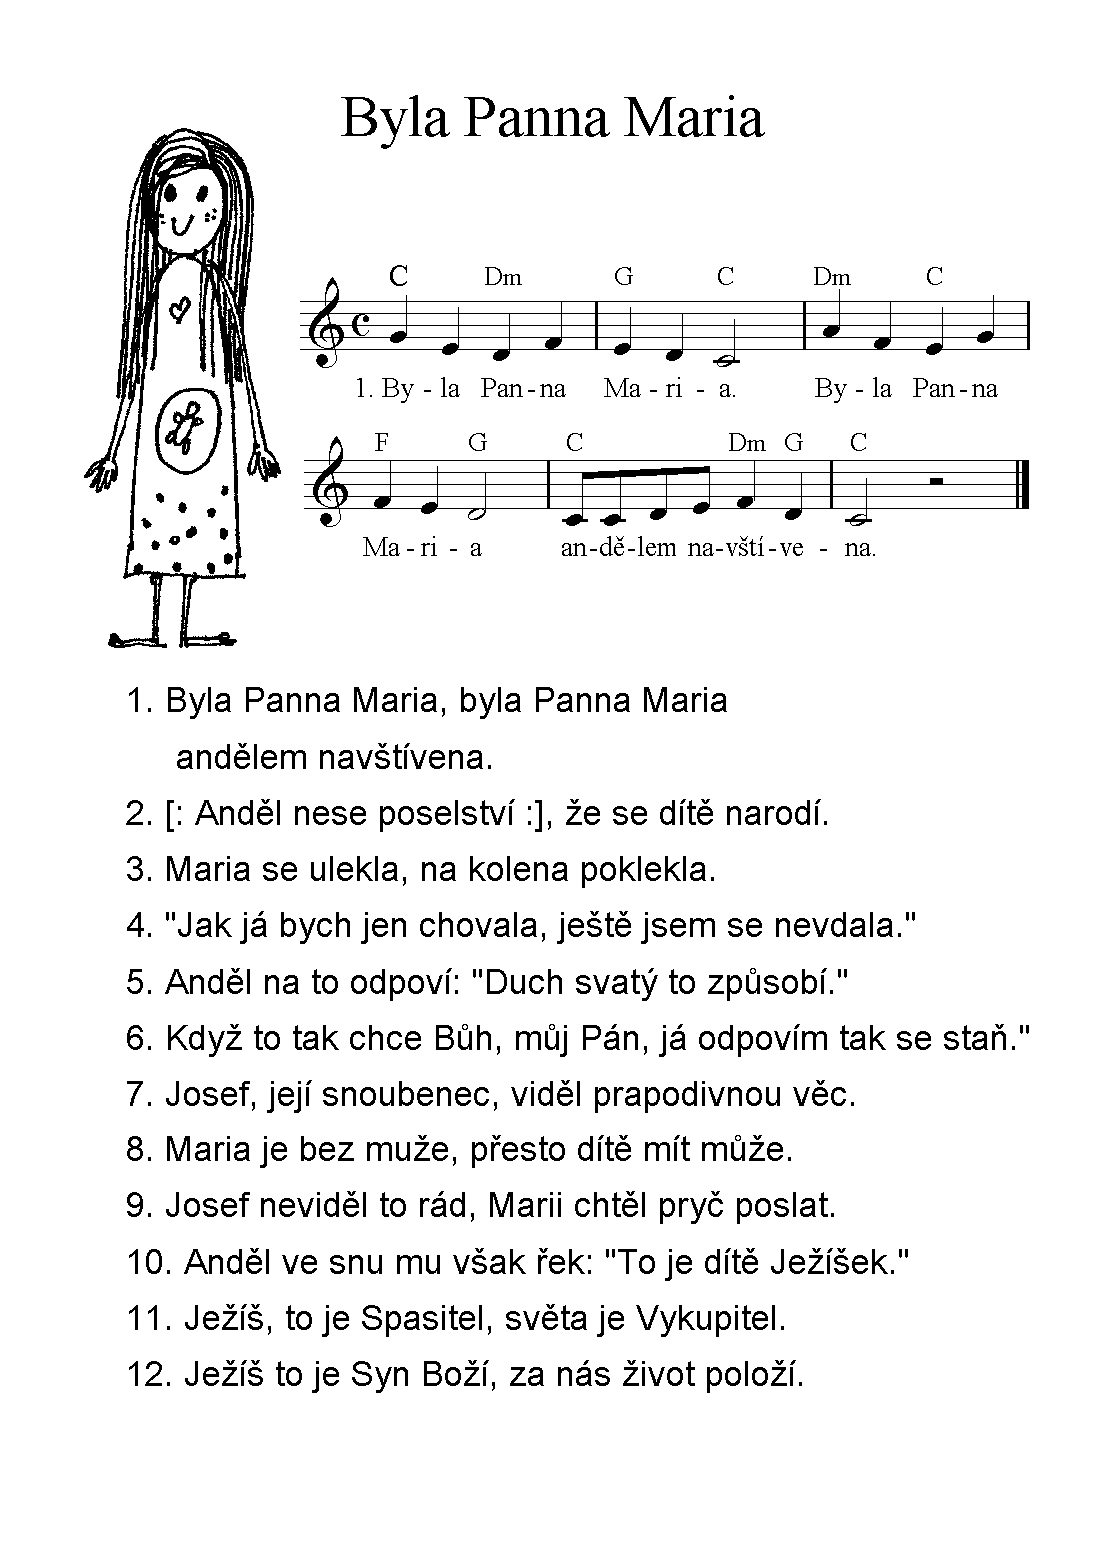 Byla Panna Maria
C Dm G C Dm C
1. By - la Pan - na Ma - ri - a. By - la Pan - na
F G C Dm G C
Ma - ri - a an-dě-lem na-vští-ve - na.
1. Byla Panna Maria, byla Panna Maria
andělem navštívena.
2. [: Anděl nese poselství :], že se dítě narodí.
3. Maria se ulekla, na kolena poklekla.
4. "Jak já bych jen chovala, ještě jsem se nevdala."
5. Anděl na to odpoví: "Duch svatý to způsobí."
6. Když to tak chce Bůh, můj Pán, já odpovím tak se staň."
7. Josef, její snoubenec, viděl prapodivnou věc.
8. Maria je bez muže, přesto dítě mít může.
9. Josef neviděl to rád, Marii chtěl pryč poslat.
10. Anděl ve snu mu však řek: "To je dítě Ježíšek."
11. Ježíš, to je Spasitel, světa je Vykupitel.
12. Ježíš to je Syn Boží, za nás život položí.